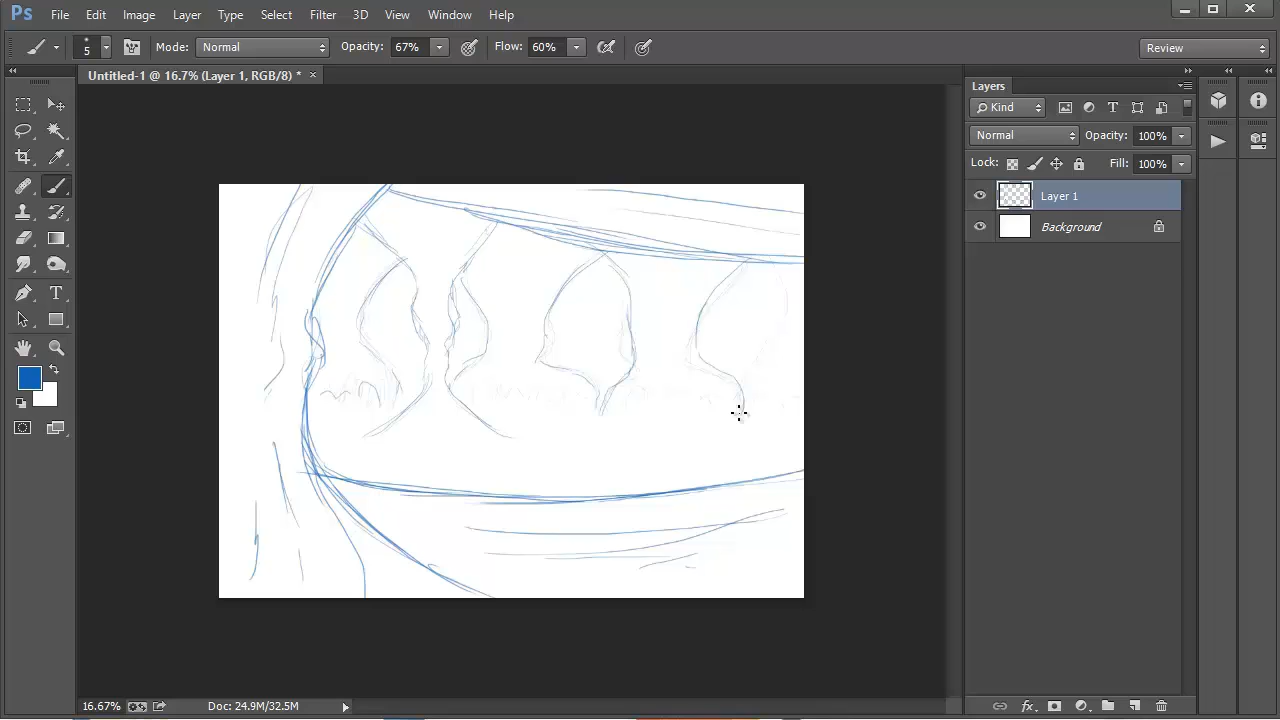 Ps File Edit Image Layer Type Select Filter 3D View Window Help
5 Mode: Normal Opacity: 67% Flow: 60% Review
Untitled-1 @ 16.7% (Layer 1, RGB/8) * ×
Layers
Kind
Normal Opacity: 100%
Lock: Fill: 100%
Layer 1
Background
T
16.67% Doc: 24.9M/32.5M
fx